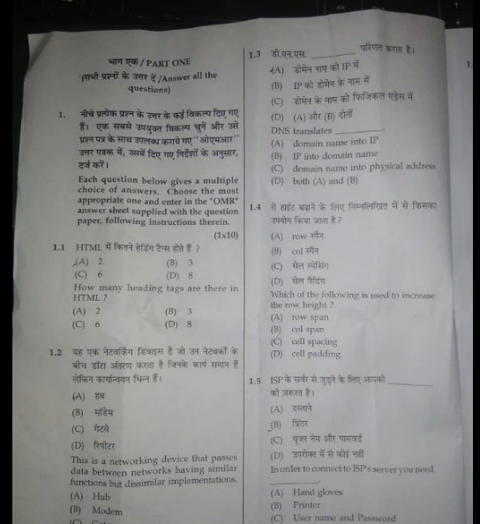 भाग एक / PART ONE
(सभी प्रश्नों के उत्तर दें /Answer all the
questions)
1. नीचे प्रत्येक प्रश्न के उत्तर के कई विकल्प दिए गए
हैं। एक सबसे उपयुक्त विकल्प चुनें और उसे
प्रश्न पत्र के साथ उपलब्ध कराये गए "ओएमआर"
उत्तर पत्रक में, उसमें दिए गए निर्देशों के अनुसार,
दर्ज करें।
Each question below gives a multiple
choice of answers. Choose the most
appropriate one and enter in the "OMR"
answer sheet supplied with the question
paper, following instructions therein.
(1x10)
1.1 HTML में कितने हेडिंग टैग्स होते हैं ?
(A) 2 (B) 3
(C) 6 (D) 8
How many heading tags are there in
HTML ?
(A) 2 (B) 3
(C) 6 (D) 8
1.2 यह एक नेटवर्किंग डिवाइस है जो उन नेटवर्कों के
बीच डॉटा अंतरण करता है जिनके कार्य समान हैं
लेकिन कार्यान्वयन भिन्न हैं।
(A) हब
(B) मॉडेम
(C) गेटवे
(D) रिपीटर
This is a networking device that passes
data between networks having similar
functions but dissimilar implementations.
(A) Hub
(B) Modem
(C)
1.3 डी.एन.एस. ________ परिणत करता है।
(A) डोमेन नाम को IP में
(B) IP को डोमेन के नाम में
(C) डोमेन के नाम को फिजिकल एड्रेस में
(D) (A) और (B) दोनों
DNS translates ________.
(A) domain name into IP
(B) IP into domain name
(C) domain name into physical address
(D) both (A) and (B)
1.4 रो हाईट बढ़ाने के लिए निम्नलिखित में से किसका
उपयोग किया जाता है ?
(A) row स्पैन
(B) col स्पैन
(C) सेल स्पेसिंग
(D) सेल पैडिंग
Which of the following is used to increase
the row height ?
(A) row span
(B) col span
(C) cell spacing
(D) cell padding
1.5 ISP के सर्वर से जुड़ने के लिए आपको ________
की ज़रूरत है।
(A) दस्ताने
(B) प्रिंटर
(C) यूजर नेम और पासवर्ड
(D) उपरोक्त में से कोई नहीं
In order to connect to ISP's server you need
________.
(A) Hand gloves
(B) Printer
(C) User name and Password
1.